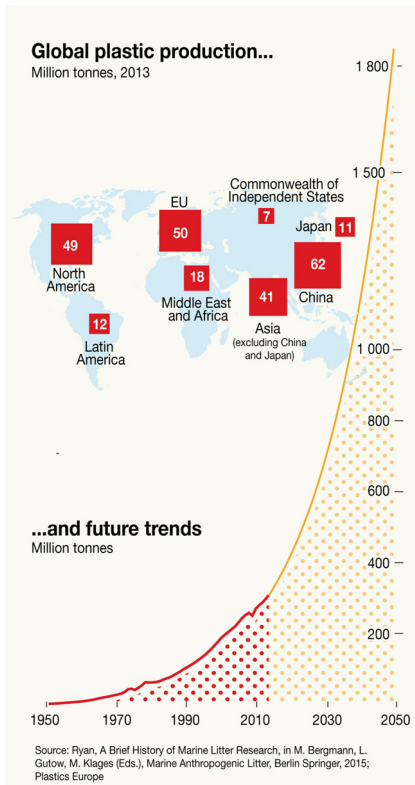 Global plastic production...
Million tonnes, 2013
1 800
1 500
Commonwealth of
Independent States
7
EU
50
Japan
11
49
North
America
18
Middle East
and Africa
62
China
41
Asia
(excluding China
and Japan)
12
Latin
America
1 000
800
600
...and future trends
Million tonnes
400
200
1950
1970
1990
2010
2030
2050
Source: Ryan, A Brief History of Marine Litter Research, in M. Bergmann, L.
Gutow, M. Klages (Eds.), Marine Anthropogenic Litter, Berlin Springer, 2015;
Plastics Europe